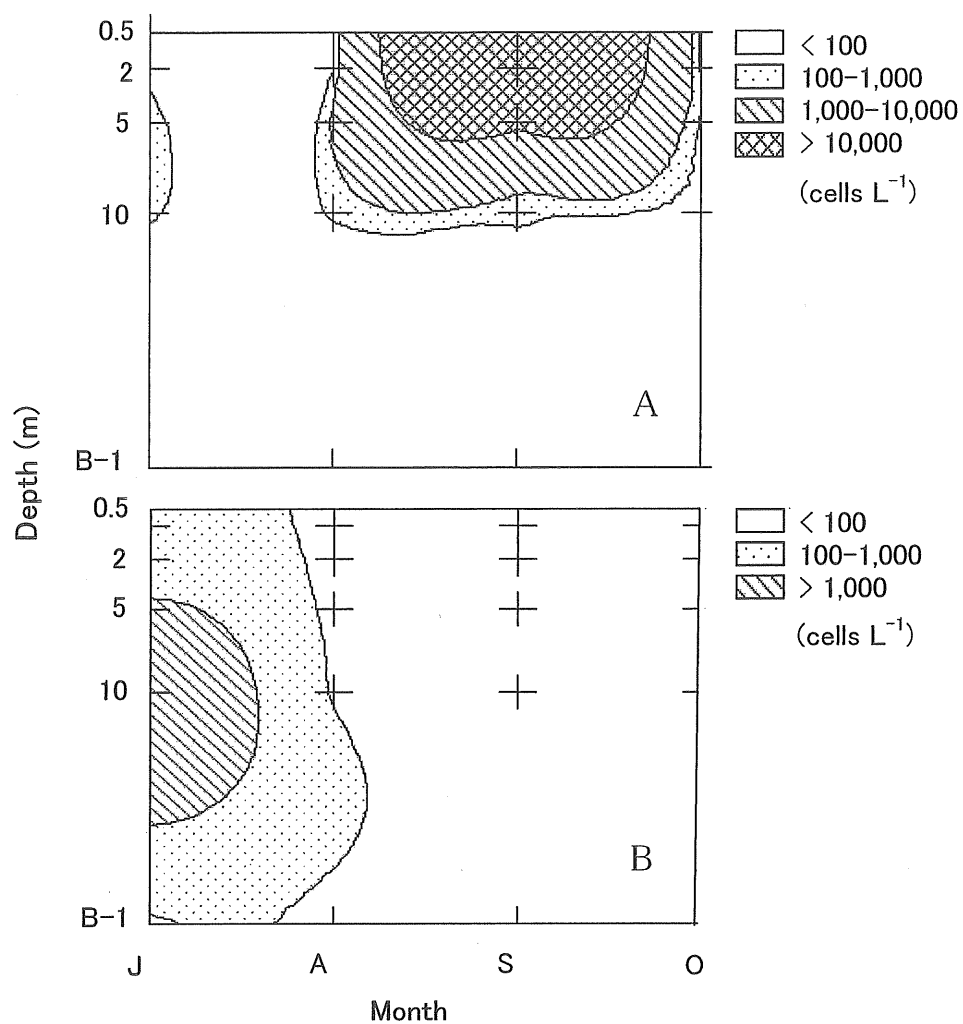 0.5
2
5
10
B-1
< 100
100-1,000
1,000-10,000
> 10,000
(cells L⁻¹)
A
Depth (m)
0.5
2
5
10
B-1
< 100
100-1,000
> 1,000
(cells L⁻¹)
B
J A S O
Month